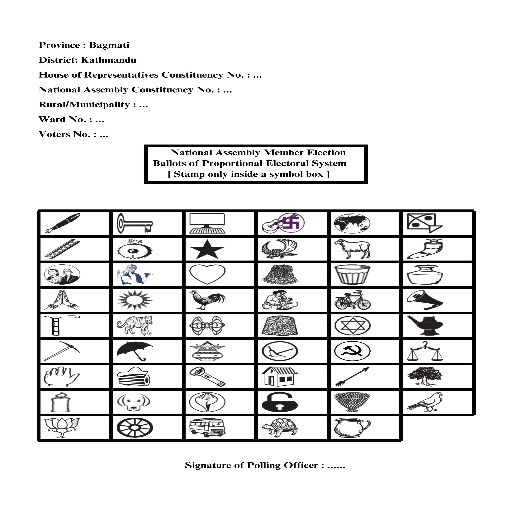 Province : Bagmati
District: Kathmandu
House of Representatives Constituency No. : ...
National Assembly Constituency No. : ...
Rural/Municipality : ...
Ward No. : ...
Voters No. : ...
National Assembly Member Election
Ballots of Proportional Electoral System
[ Stamp only inside a symbol box ]
Signature of Polling Officer : ......